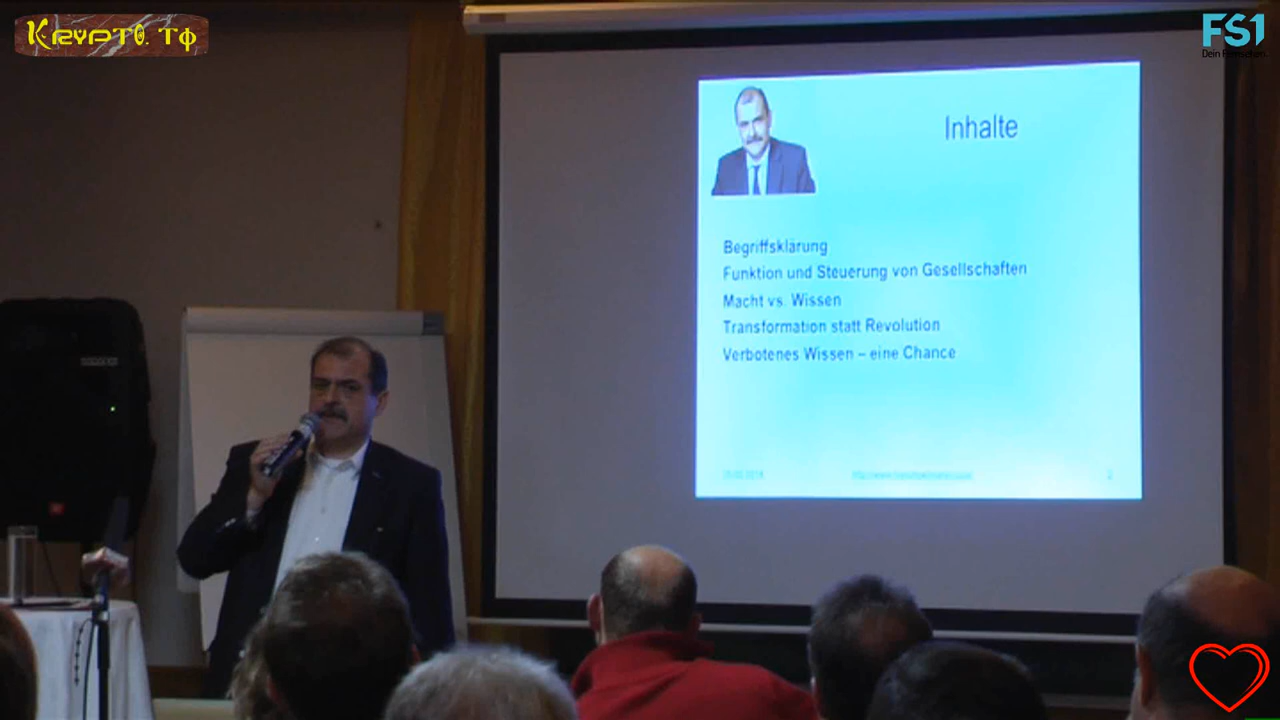 Krypto.TV
FS1
Dein Fernsehen.
Inhalte
Begriffsklärung
Funktion und Steuerung von Gesellschaften
Macht vs. Wissen
Transformation statt Revolution
Verbotenes Wissen – eine Chance